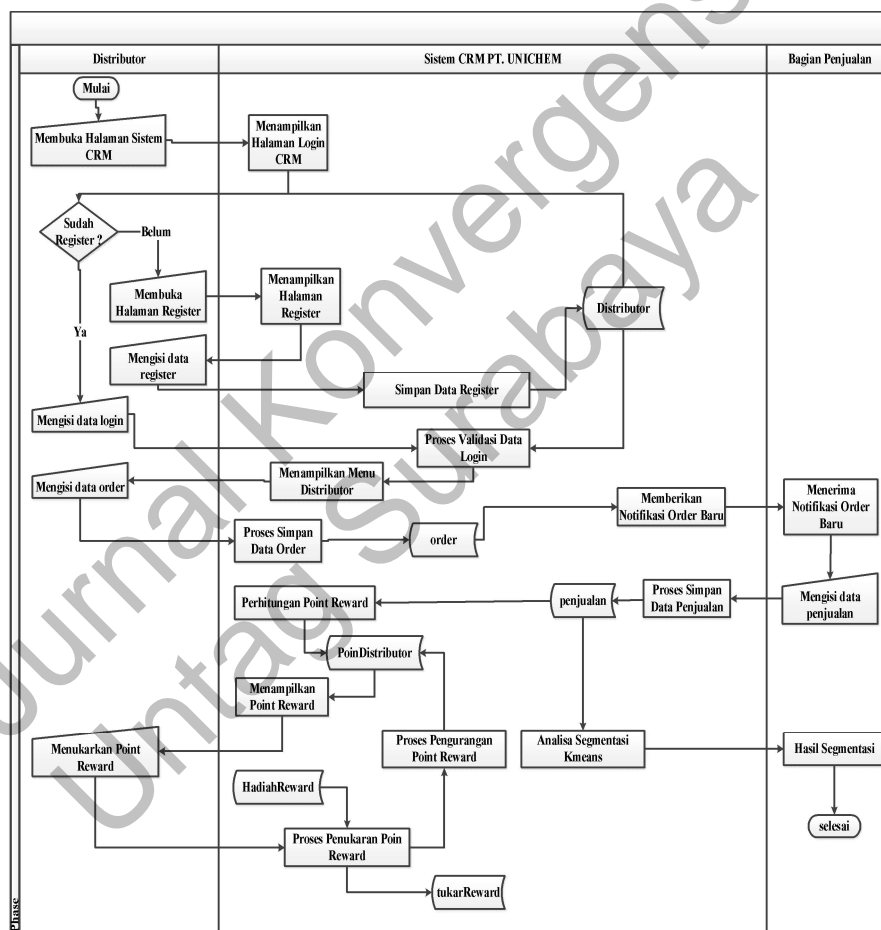 Distributor
Sistem CRM PT. UNICHEM
Bagian Penjualan
Mulai
Membuka Halaman Sistem
CRM
Menampilkan
Halaman Login
CRM
Sudah
Register ?
Belum
Ya
Membuka
Halaman Register
Menampilkan
Halaman
Register
Distributor
Mengisi data
register
Simpan Data Register
Mengisi data login
Proses Validasi Data
Login
Mengisi data order
Menampilkan Menu
Distributor
Memberikan
Notifikasi Order Baru
Menerima
Notifikasi Order
Baru
Proses Simpan
Data Order
order
Perhitungan Point Reward
penjualan
Proses Simpan
Data Penjualan
Mengisi data
penjualan
PoinDistributor
Menampilkan
Point Reward
Menukarkan Point
Reward
Proses Pengurangan
Point Reward
Analisa Segmentasi
Kmeans
Hasil Segmentasi
HadiahReward
selesai
Proses Penukaran Poin
Reward
tukarReward
Phase
Jurnal Konvergens
Untag Surabaya